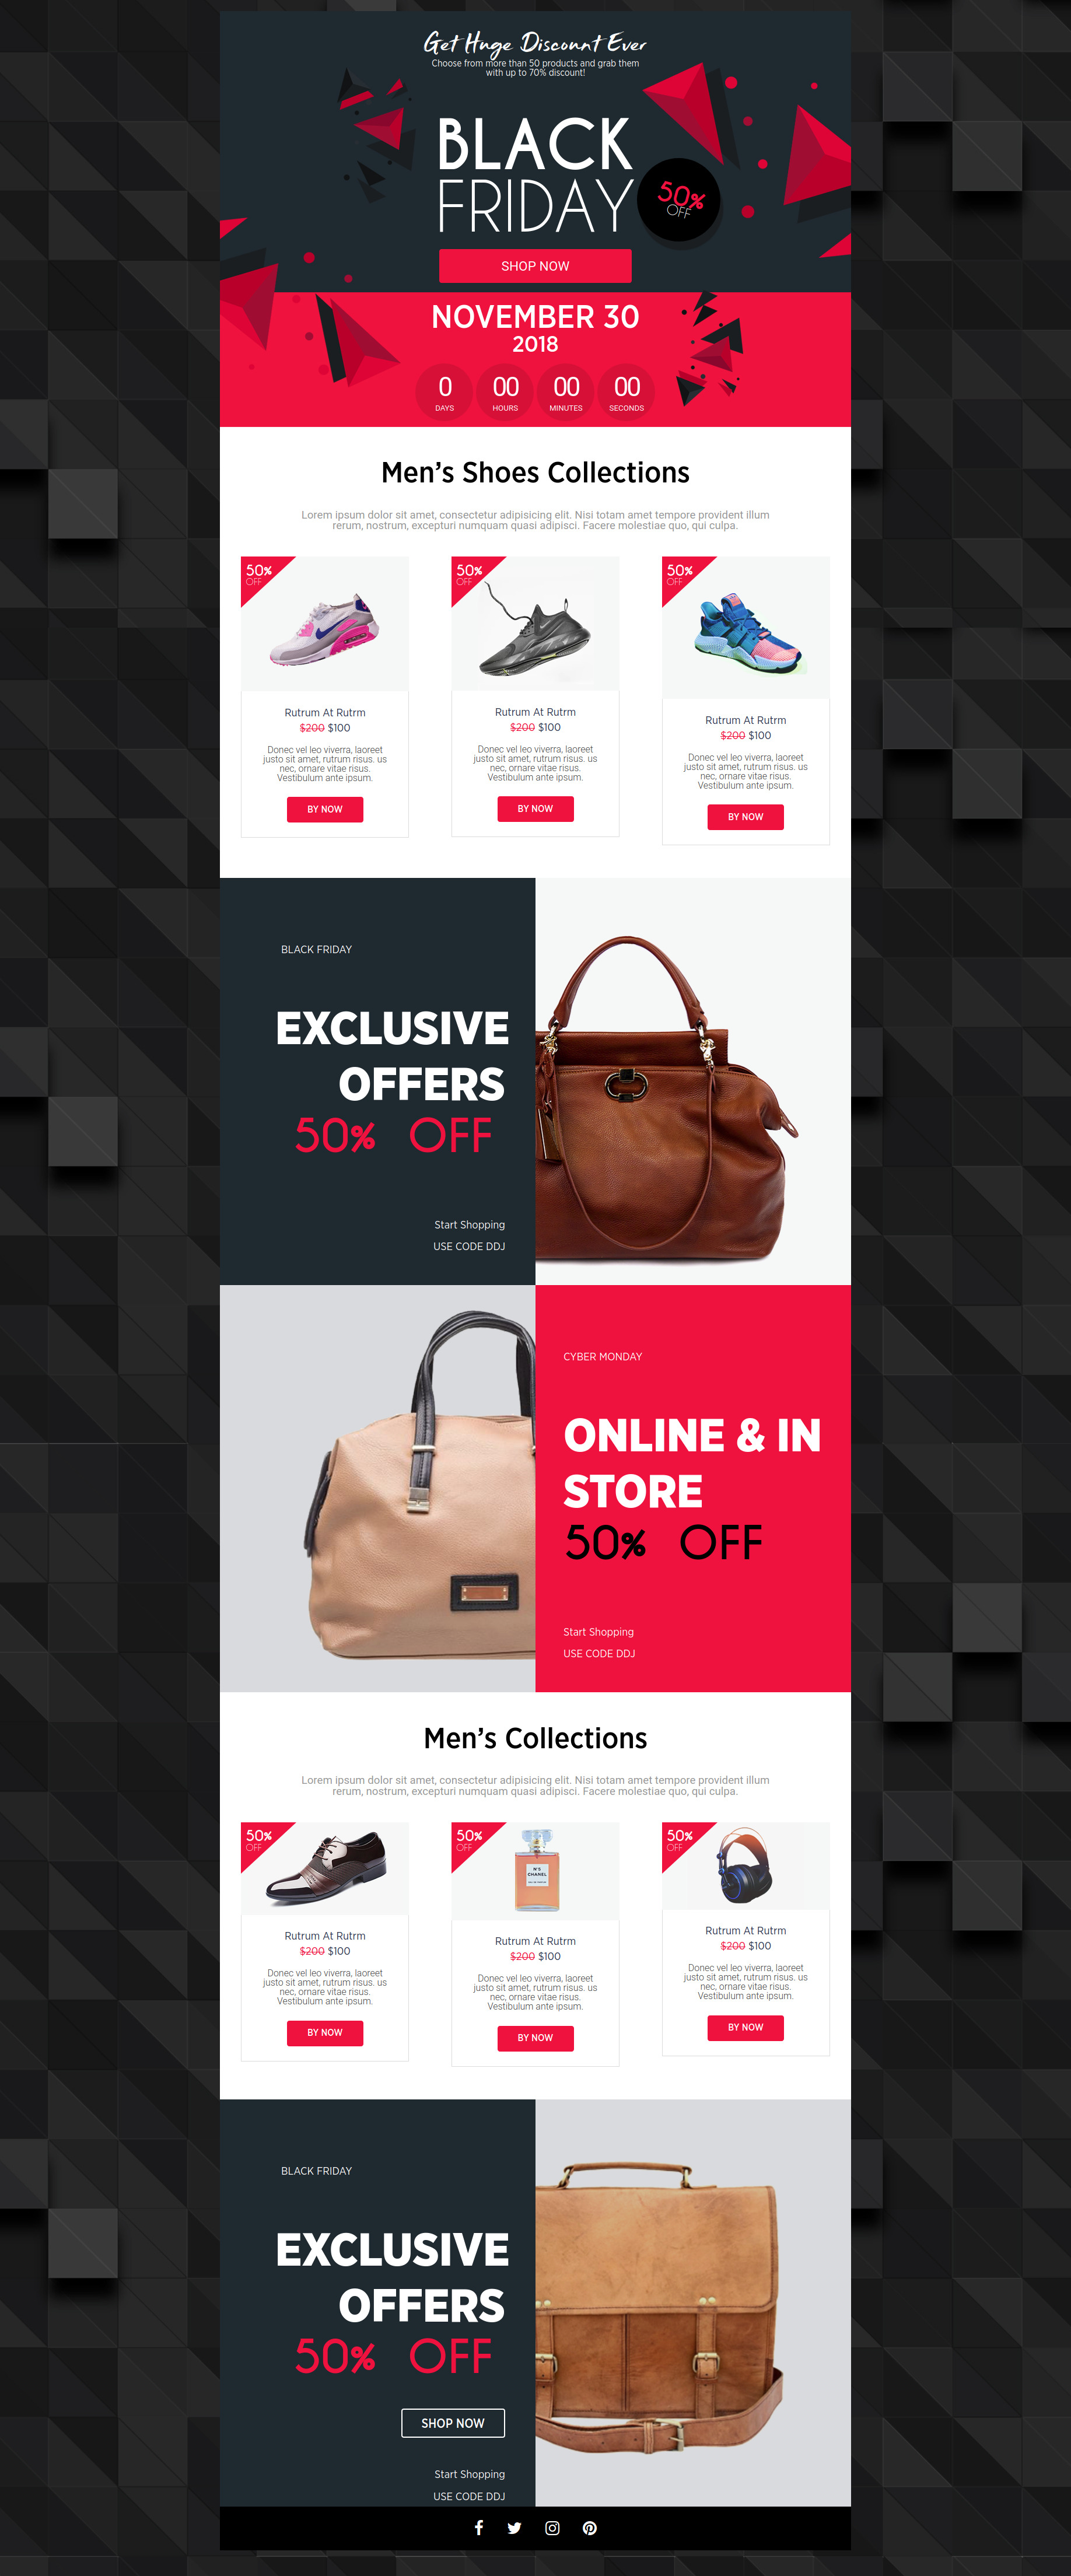 Get Huge Discount Ever
Choose from more than 50 products and grab them
with up to 70% discount!
BLACK
FRIDAY
50%
OFF
SHOP NOW
NOVEMBER 30
2018
0 00 00 00
DAYS HOURS MINUTES SECONDS
Men's Shoes Collections
Lorem ipsum dolor sit amet, consectetur adipisicing elit. Nisi totam amet tempore provident illum
rerum, nostrum, excepturi numquam quasi adipisci. Facere molestiae quo, qui culpa.
50%
OFF
Rutrum At Rutrm
$200 $100
Donec vel leo viverra, laoreet
justo sit amet, rutrum risus. us
nec, ornare vitae risus.
Vestibulum ante ipsum.
BY NOW
50%
OFF
Rutrum At Rutrm
$200 $100
Donec vel leo viverra, laoreet
justo sit amet, rutrum risus. us
nec, ornare vitae risus.
Vestibulum ante ipsum.
BY NOW
50%
OFF
Rutrum At Rutrm
$200 $100
Donec vel leo viverra, laoreet
justo sit amet, rutrum risus. us
nec, ornare vitae risus.
Vestibulum ante ipsum.
BY NOW
BLACK FRIDAY
EXCLUSIVE
OFFERS
50% OFF
Start Shopping
USE CODE DDJ
CYBER MONDAY
ONLINE & IN
STORE
50% OFF
Start Shopping
USE CODE DDJ
Men's Collections
Lorem ipsum dolor sit amet, consectetur adipisicing elit. Nisi totam amet tempore provident illum
rerum, nostrum, excepturi numquam quasi adipisci. Facere molestiae quo, qui culpa.
50%
OFF
Rutrum At Rutrm
$200 $100
Donec vel leo viverra, laoreet
justo sit amet, rutrum risus. us
nec, ornare vitae risus.
Vestibulum ante ipsum.
BY NOW
50%
OFF
N°5
CHANEL
Rutrum At Rutrm
$200 $100
Donec vel leo viverra, laoreet
justo sit amet, rutrum risus. us
nec, ornare vitae risus.
Vestibulum ante ipsum.
BY NOW
50%
OFF
Rutrum At Rutrm
$200 $100
Donec vel leo viverra, laoreet
justo sit amet, rutrum risus. us
nec, ornare vitae risus.
Vestibulum ante ipsum.
BY NOW
BLACK FRIDAY
EXCLUSIVE
OFFERS
50% OFF
SHOP NOW
Start Shopping
USE CODE DDJ